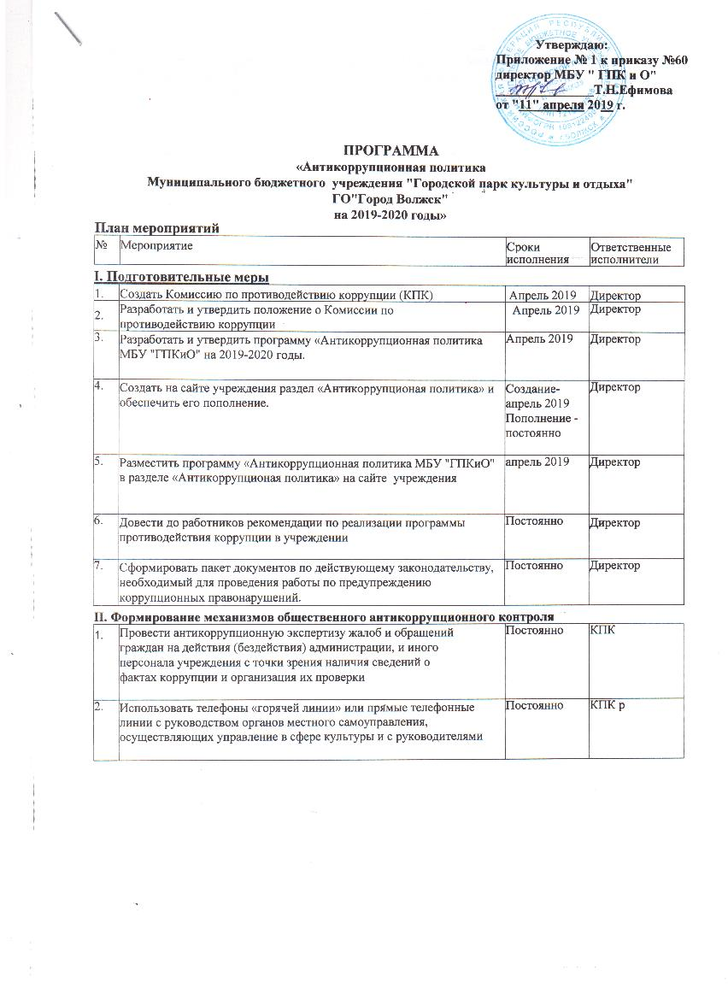 Утверждаю:
Приложение № 1 к приказу №60
директор МБУ " ГПК и О"
Т.Н.Ефимова
от "11" апреля 2019 г.
ПРОГРАММА
«Антикоррупционная политика
Муниципального бюджетного учреждения "Городской парк культуры и отдыха"
ГО"Город Волжск"
на 2019-2020 годы»
План мероприятий
№ Мероприятие Сроки исполнения Ответственные исполнители
I. Подготовительные меры
1. Создать Комиссию по противодействию коррупции (КПК) Апрель 2019 Директор
2. Разработать и утвердить положение о Комиссии по Апрель 2019 Директор
противодействию коррупции
3. Разработать и утвердить программу «Антикоррупционная политика Апрель 2019 Директор
МБУ "ГПКиО" на 2019-2020 годы.
4. Создать на сайте учреждения раздел «Антикоррупционая политика» и Создание- Директор
обеспечить его пополнение. апрель 2019
Пополнение -
постоянно
5. Разместить программу «Антикоррупционная политика МБУ "ГПКиО" апрель 2019 Директор
в разделе «Антикоррупционая политика» на сайте учреждения
6. Довести до работников рекомендации по реализации программы Постоянно Директор
противодействия коррупции в учреждении
7. Сформировать пакет документов по действующему законодательству, Постоянно Директор
необходимый для проведения работы по предупреждению
коррупционных правонарушений.
II. Формирование механизмов общественного антикоррупционного контроля
1. Провести антикоррупционную экспертизу жалоб и обращений Постоянно КПК
граждан на действия (бездействия) администрации, и иного
персонала учреждения с точки зрения наличия сведений о
фактах коррупции и организация их проверки
2. Использовать телефоны «горячей линии» или прямые телефонные Постоянно КПК р
линии с руководством органов местного самоуправления,
осуществляющих управление в сфере культуры и с руководителями